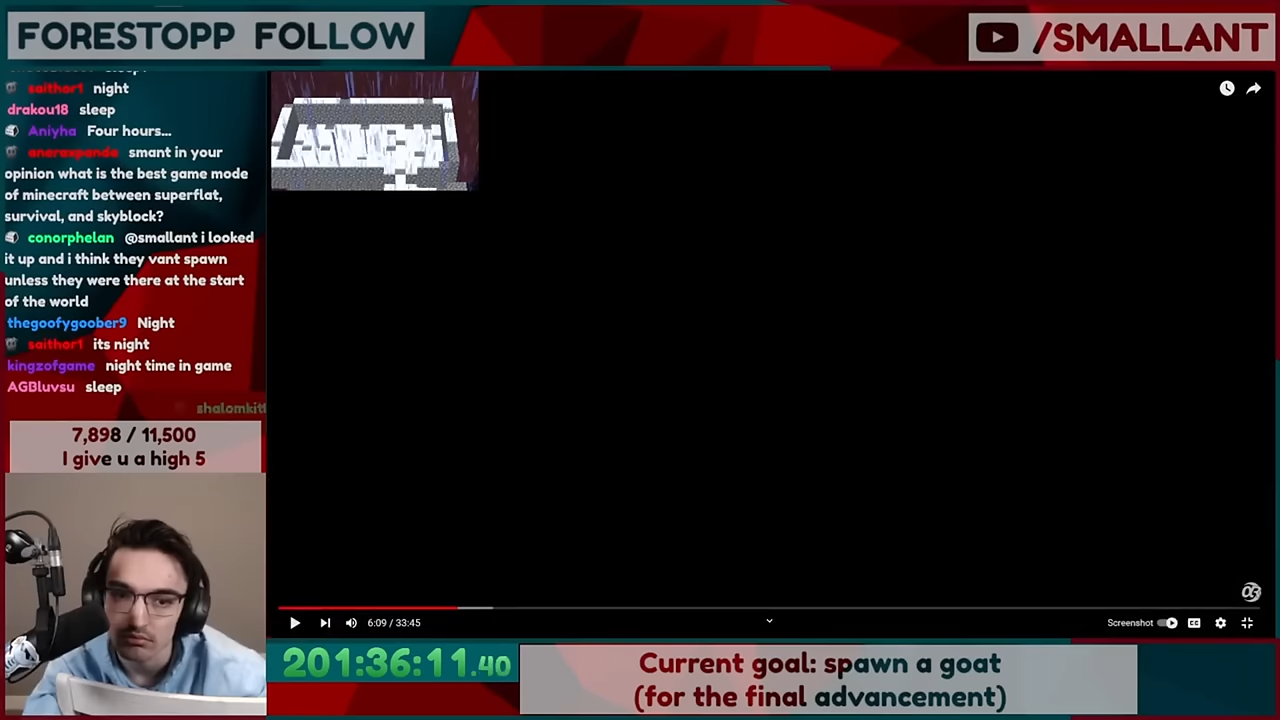 FORESTOPP FOLLOW
/SMALLANT
saithor1 night
drakou18 sleep
Aniyha Four hours...
aneraxpanda smant in your
opinion what is the best game mode
of minecraft between superflat,
survival, and skyblock?
conorphelan @smallant i looked
it up and i think they vant spawn
unless they were there at the start
of the world
thegoofygoober9 Night
saithor1 its night
kingzofgame night time in game
AGBluvsu sleep
7,898 / 11,500
I give u a high 5
6:09 / 33:45
Screenshot
201:36:11.40
Current goal: spawn a goat
(for the final advancement)